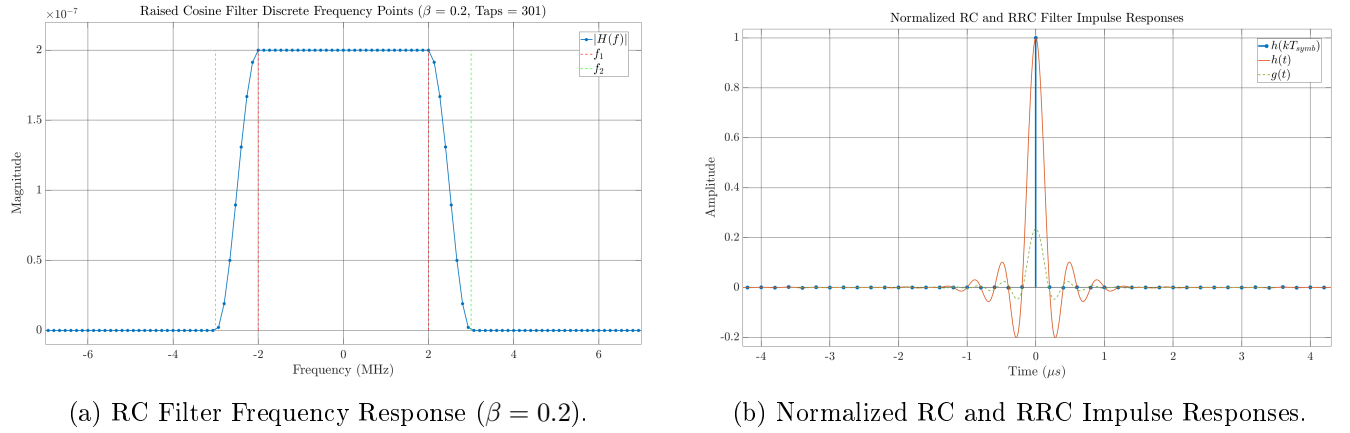 Raised Cosine Filter Discrete Frequency Points (β = 0.2, Taps = 301)
×10⁻⁷
2
1.5
1
0.5
0
Magnitude
-6
-4
-2
0
2
4
6
Frequency (MHz)
|H(f)|
f₁
f₂
(a) RC Filter Frequency Response (β = 0.2).
Normalized RC and RRC Filter Impulse Responses
1
0.8
0.6
0.4
0.2
0
-0.2
Amplitude
-4
-3
-2
-1
0
1
2
3
4
Time (μs)
h(kT_symb)
h(t)
g(t)
(b) Normalized RC and RRC Impulse Responses.